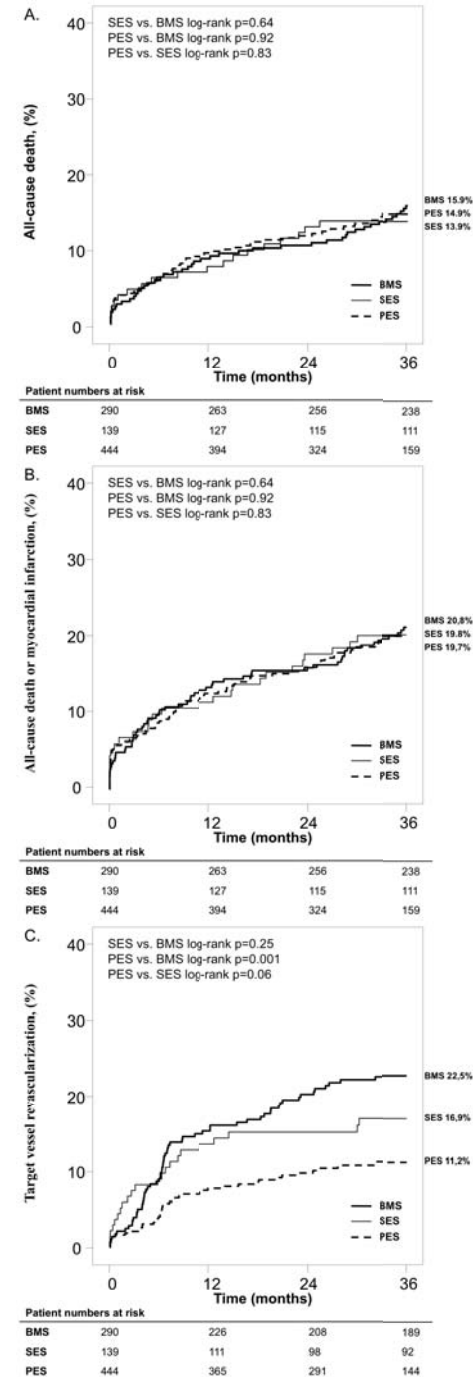 A.
SES vs. BMS log-rank p=0.64
PES vs. BMS log-rank p=0.92
PES vs. SES log-rank p=0.83
All-cause death, (%)
40
30
20
10
0
BMS 15.9%
PES 14.9%
SES 13.9%
BMS
SES
PES
0 12 24 36
Time (months)
Patient numbers at risk
BMS 290 263 256 238
SES 139 127 115 111
PES 444 394 324 159
B.
SES vs. BMS log-rank p=0.64
PES vs. BMS log-rank p=0.92
PES vs. SES log-rank p=0.83
All-cause death or myocardial infarction, (%)
40
30
20
10
0
BMS 20,8%
SES 19.8%
PES 19,7%
BMS
SES
PES
0 12 24 36
Time (months)
Patient numbers at risk
BMS 290 263 256 238
SES 139 127 115 111
PES 444 394 324 159
C.
SES vs. BMS log-rank p=0.25
PES vs. BMS log-rank p=0.001
PES vs. SES log-rank p=0.06
Target vessel revascularization, (%)
40
30
20
10
0
BMS 22,5%
SES 16,9%
PES 11,2%
BMS
SES
PES
0 12 24 36
Time (months)
Patient numbers at risk
BMS 290 226 208 189
SES 139 111 98 92
PES 444 365 291 144